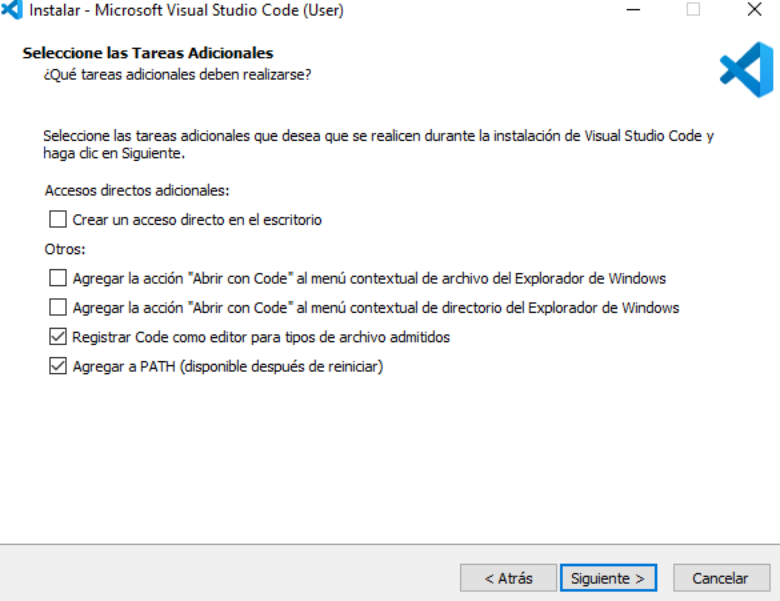 Instalar - Microsoft Visual Studio Code (User)
Seleccione las Tareas Adicionales
¿Qué tareas adicionales deben realizarse?
Seleccione las tareas adicionales que desea que se realicen durante la instalación de Visual Studio Code y
haga clic en Siguiente.
Accesos directos adicionales:
Crear un acceso directo en el escritorio
Otros:
Agregar la acción "Abrir con Code" al menú contextual de archivo del Explorador de Windows
Agregar la acción "Abrir con Code" al menú contextual de directorio del Explorador de Windows
Registrar Code como editor para tipos de archivo admitidos
Agregar a PATH (disponible después de reiniciar)
< Atrás Siguiente > Cancelar